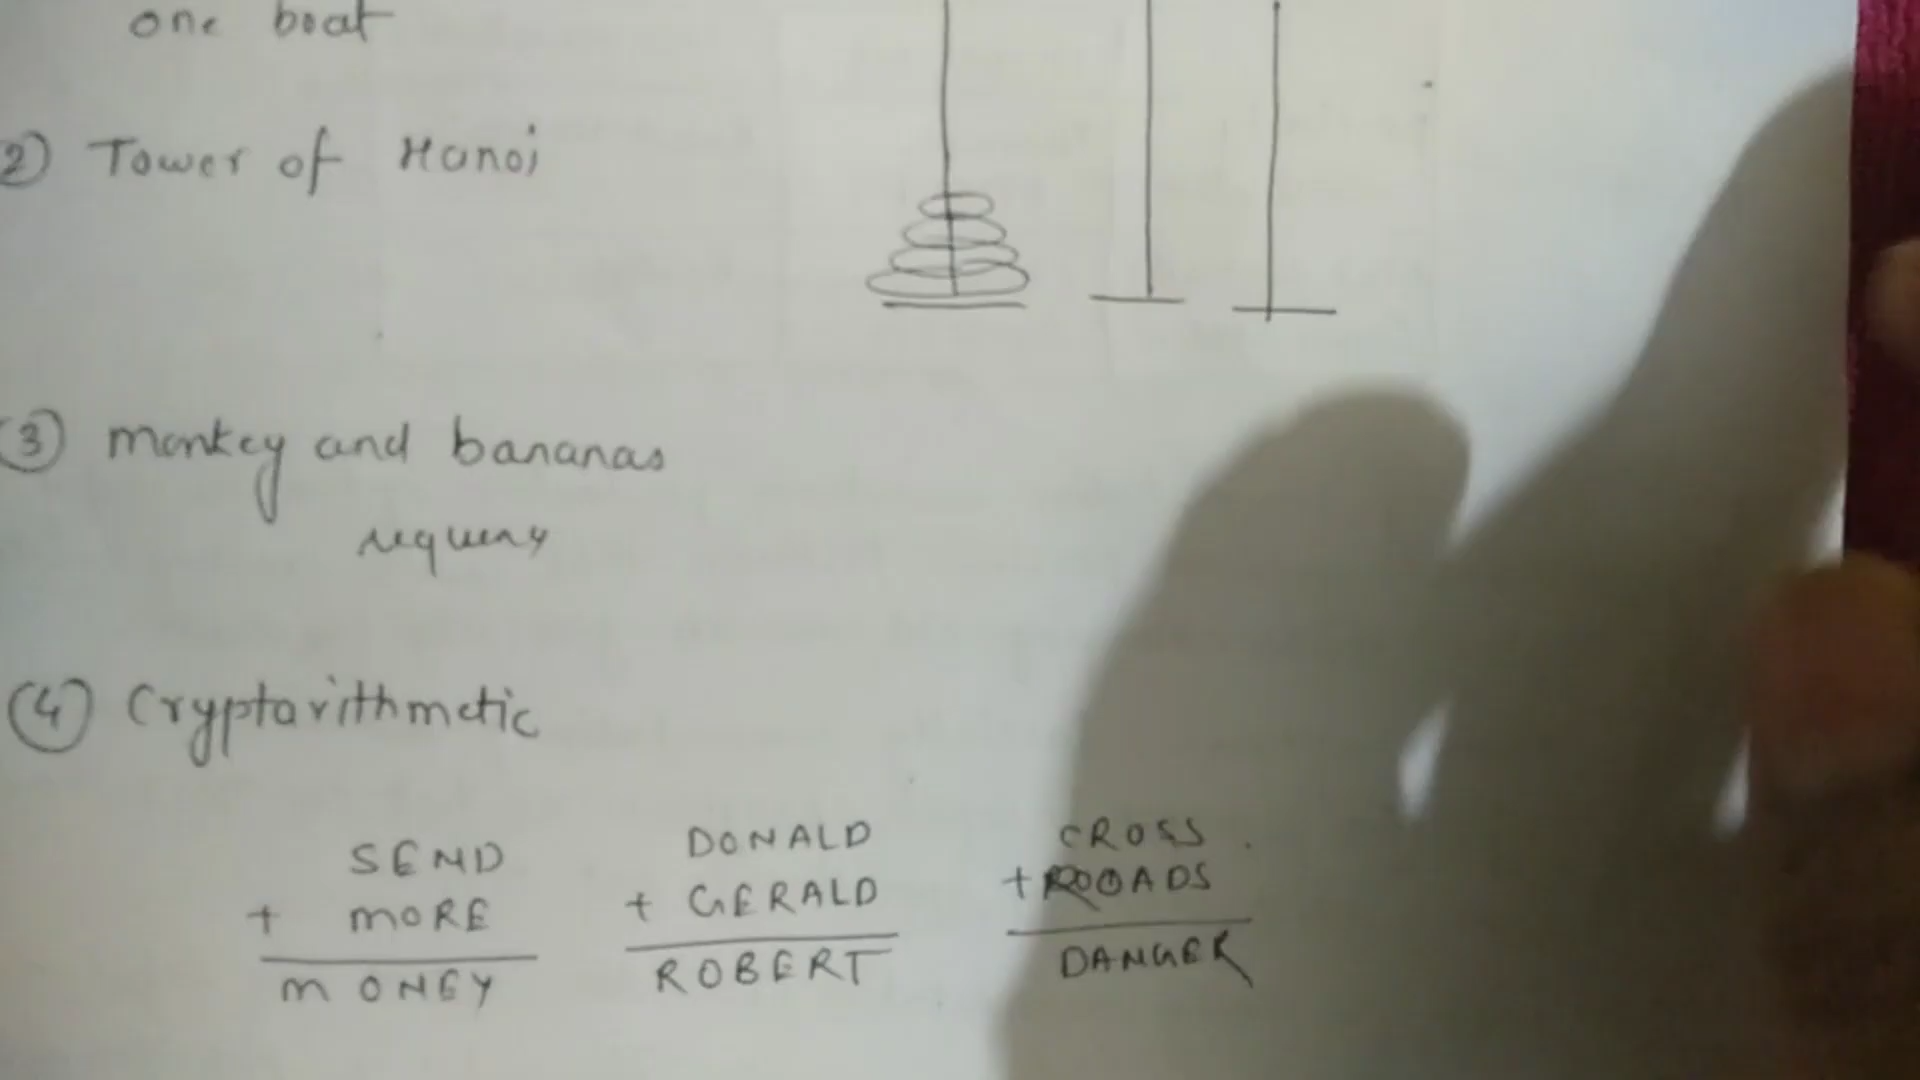 one boat
2) Tower of Hanoi
3 monkey and bananas
4 Cryptarithmetic
SEND
+ MORE
MONEY
DONALD
+ GERALD
ROBERT
CROSS
+ ROADS
DANGER